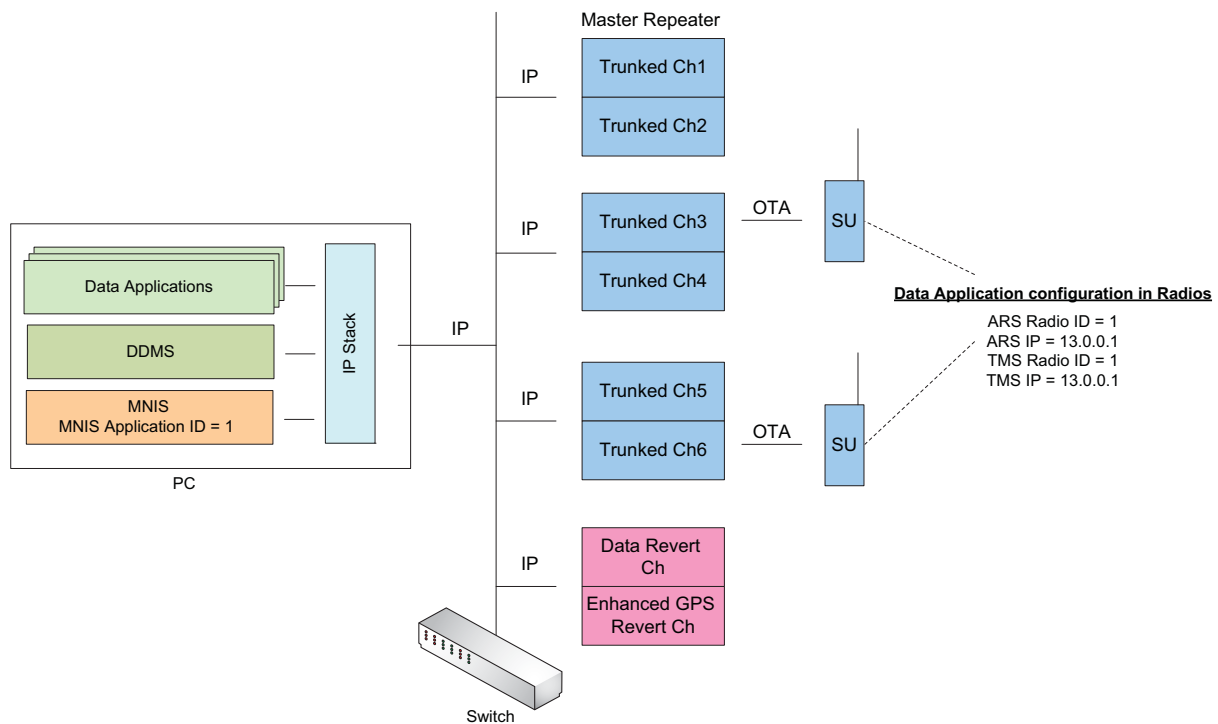 Master Repeater
IP
Trunked Ch1
Trunked Ch2
IP
Trunked Ch3
Trunked Ch4
OTA
SU
Data Applications
DDMS
MNIS
MNIS Application ID = 1
IP Stack
PC
IP
Data Application configuration in Radios
ARS Radio ID = 1
ARS IP = 13.0.0.1
TMS Radio ID = 1
TMS IP = 13.0.0.1
IP
Trunked Ch5
Trunked Ch6
OTA
SU
IP
Data Revert
Ch
Enhanced GPS
Revert Ch
Switch